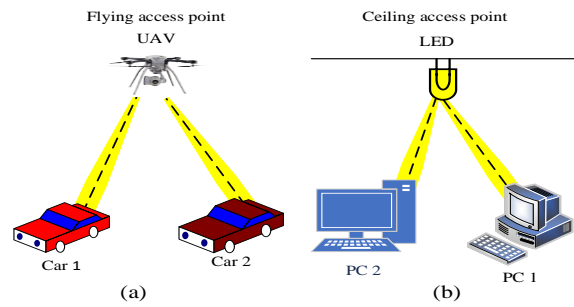 Flying access point
UAV
Car 1
Car 2
(a)
Ceiling access point
LED
PC 2
PC 1
(b)